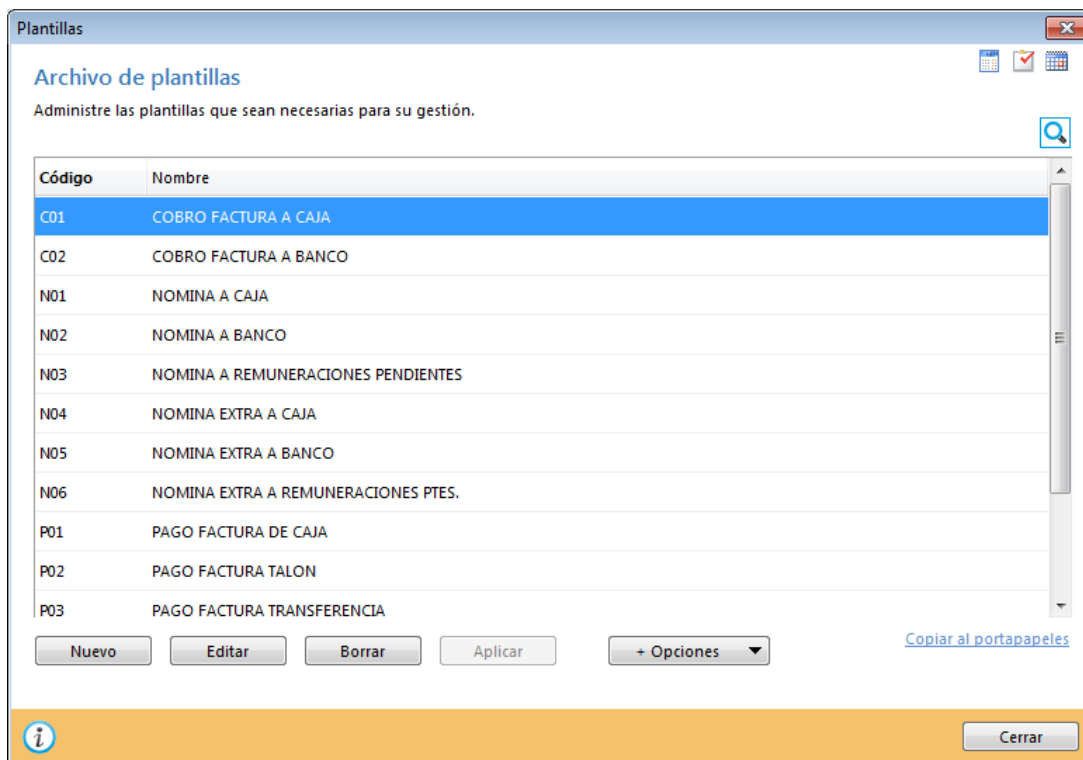 Plantillas
Archivo de plantillas
Administre las plantillas que sean necesarias para su gestión.
Código Nombre
C01 COBRO FACTURA A CAJA
C02 COBRO FACTURA A BANCO
N01 NOMINA A CAJA
N02 NOMINA A BANCO
N03 NOMINA A REMUNERACIONES PENDIENTES
N04 NOMINA EXTRA A CAJA
N05 NOMINA EXTRA A BANCO
N06 NOMINA EXTRA A REMUNERACIONES PTES.
P01 PAGO FACTURA DE CAJA
P02 PAGO FACTURA TALON
P03 PAGO FACTURA TRANSFERENCIA
Nuevo Editar Borrar Aplicar + Opciones Copiar al portapapeles
Cerrar